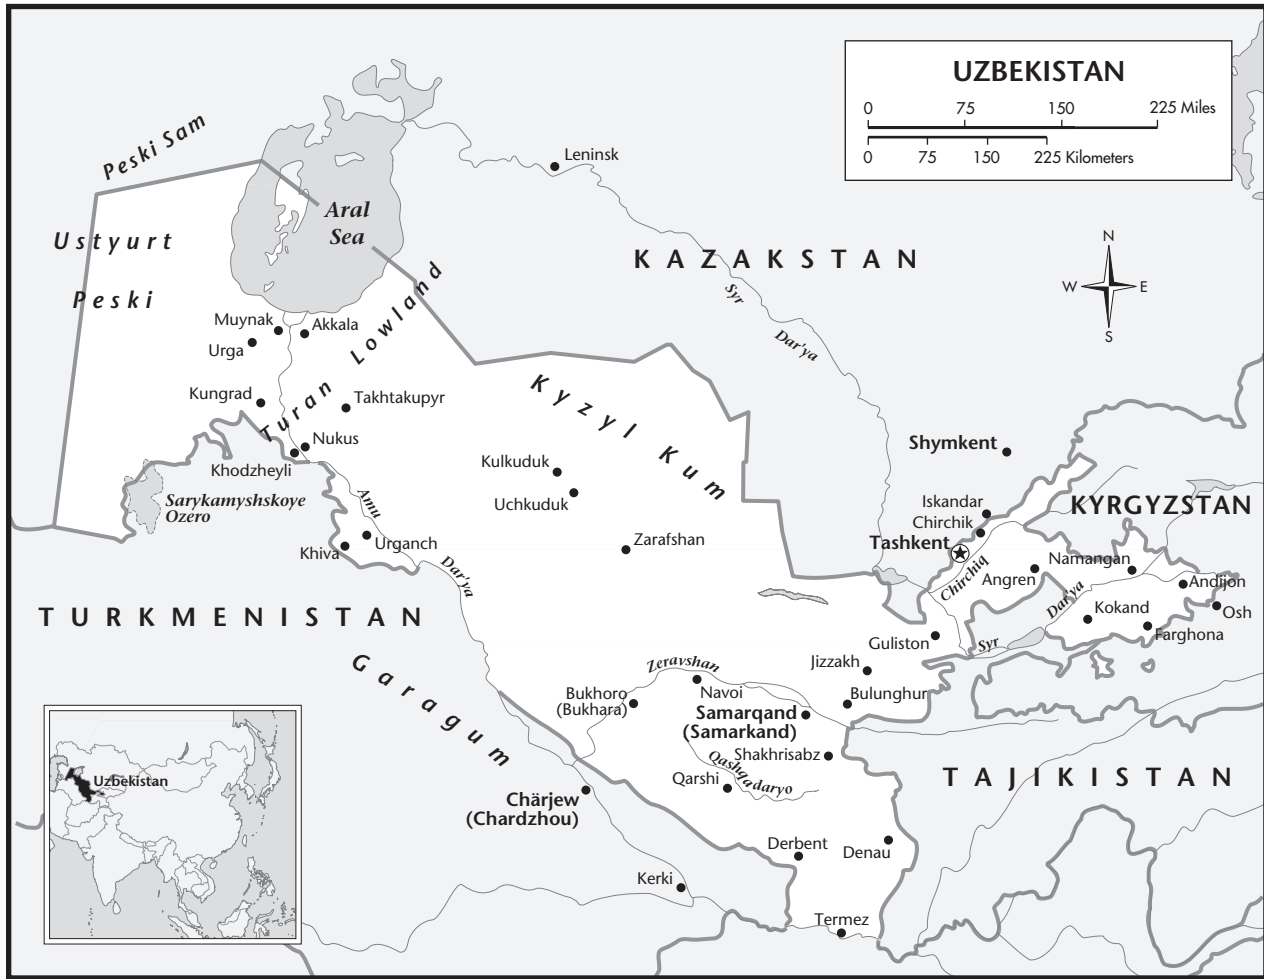 UZBEKISTAN
0 75 150 225 Miles
0 75 150 225 Kilometers
Peski Sam
Leninsk
Aral
Sea
Ustyurt
Peski
KAZAKSTAN
N
W E
S
Syr
Dar'ya
Turan Lowland
Muynak
Akkala
Urga
Kungrad
Takhtakupyr
Nukus
Khodzheyli
Sarykamyshskoye
Ozero
Kyzyl Kum
Kulkuduk
Uchkuduk
Zarafshan
Shymkent
Iskandar
Chirchik
Tashkent
Chirchiq
Angren
KYRGYZSTAN
Namangan
Andijon
Osh
Dar'ya
Kokand
Farghona
Syr
Guliston
Amu
Urganch
Khiva
Dar'ya
TURKMENISTAN
Garagum
Jizzakh
Zeravshan
Navoi
Bulunghur
Bukhoro
(Bukhara)
Samarqand
(Samarkand)
Shakhrisabz
Qashqadaryo
Qarshi
TAJIKISTAN
Chärjew
(Chardzhou)
Derbent
Denau
Kerki
Termez
Uzbekistan